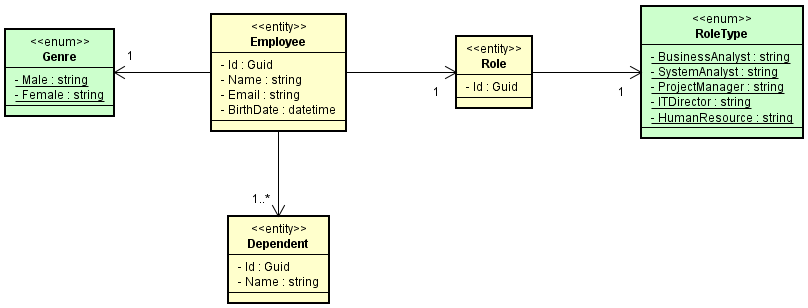 <<enum>>
Genre
- Male : string
- Female : string
1
<<entity>>
Employee
- Id : Guid
- Name : string
- Email : string
- BirthDate : datetime
1
<<entity>>
Role
- Id : Guid
1
<<enum>>
RoleType
- BusinessAnalyst : string
- SystemAnalyst : string
- ProjectManager : string
- ITDirector : string
- HumanResource : string
1..*
<<entity>>
Dependent
- Id : Guid
- Name : string